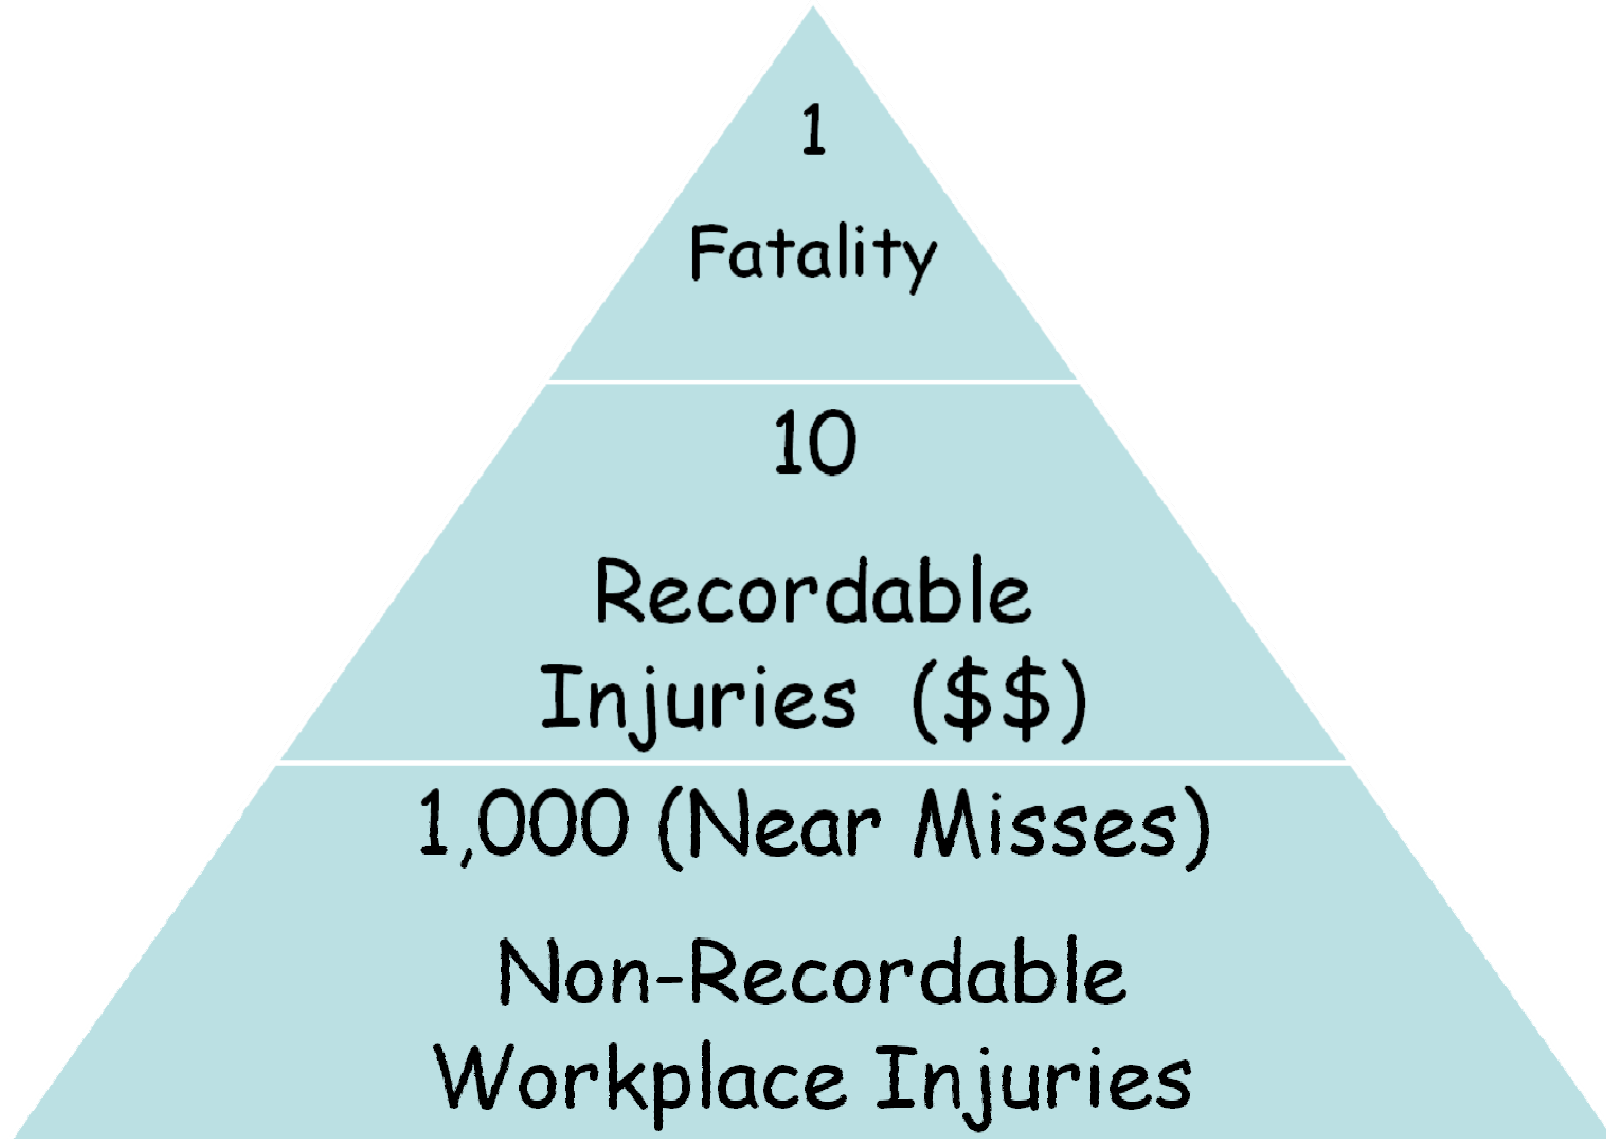 1
Fatality
10
Recordable
Injuries ($$)
1,000 (Near Misses)
Non-Recordable
Workplace Injuries